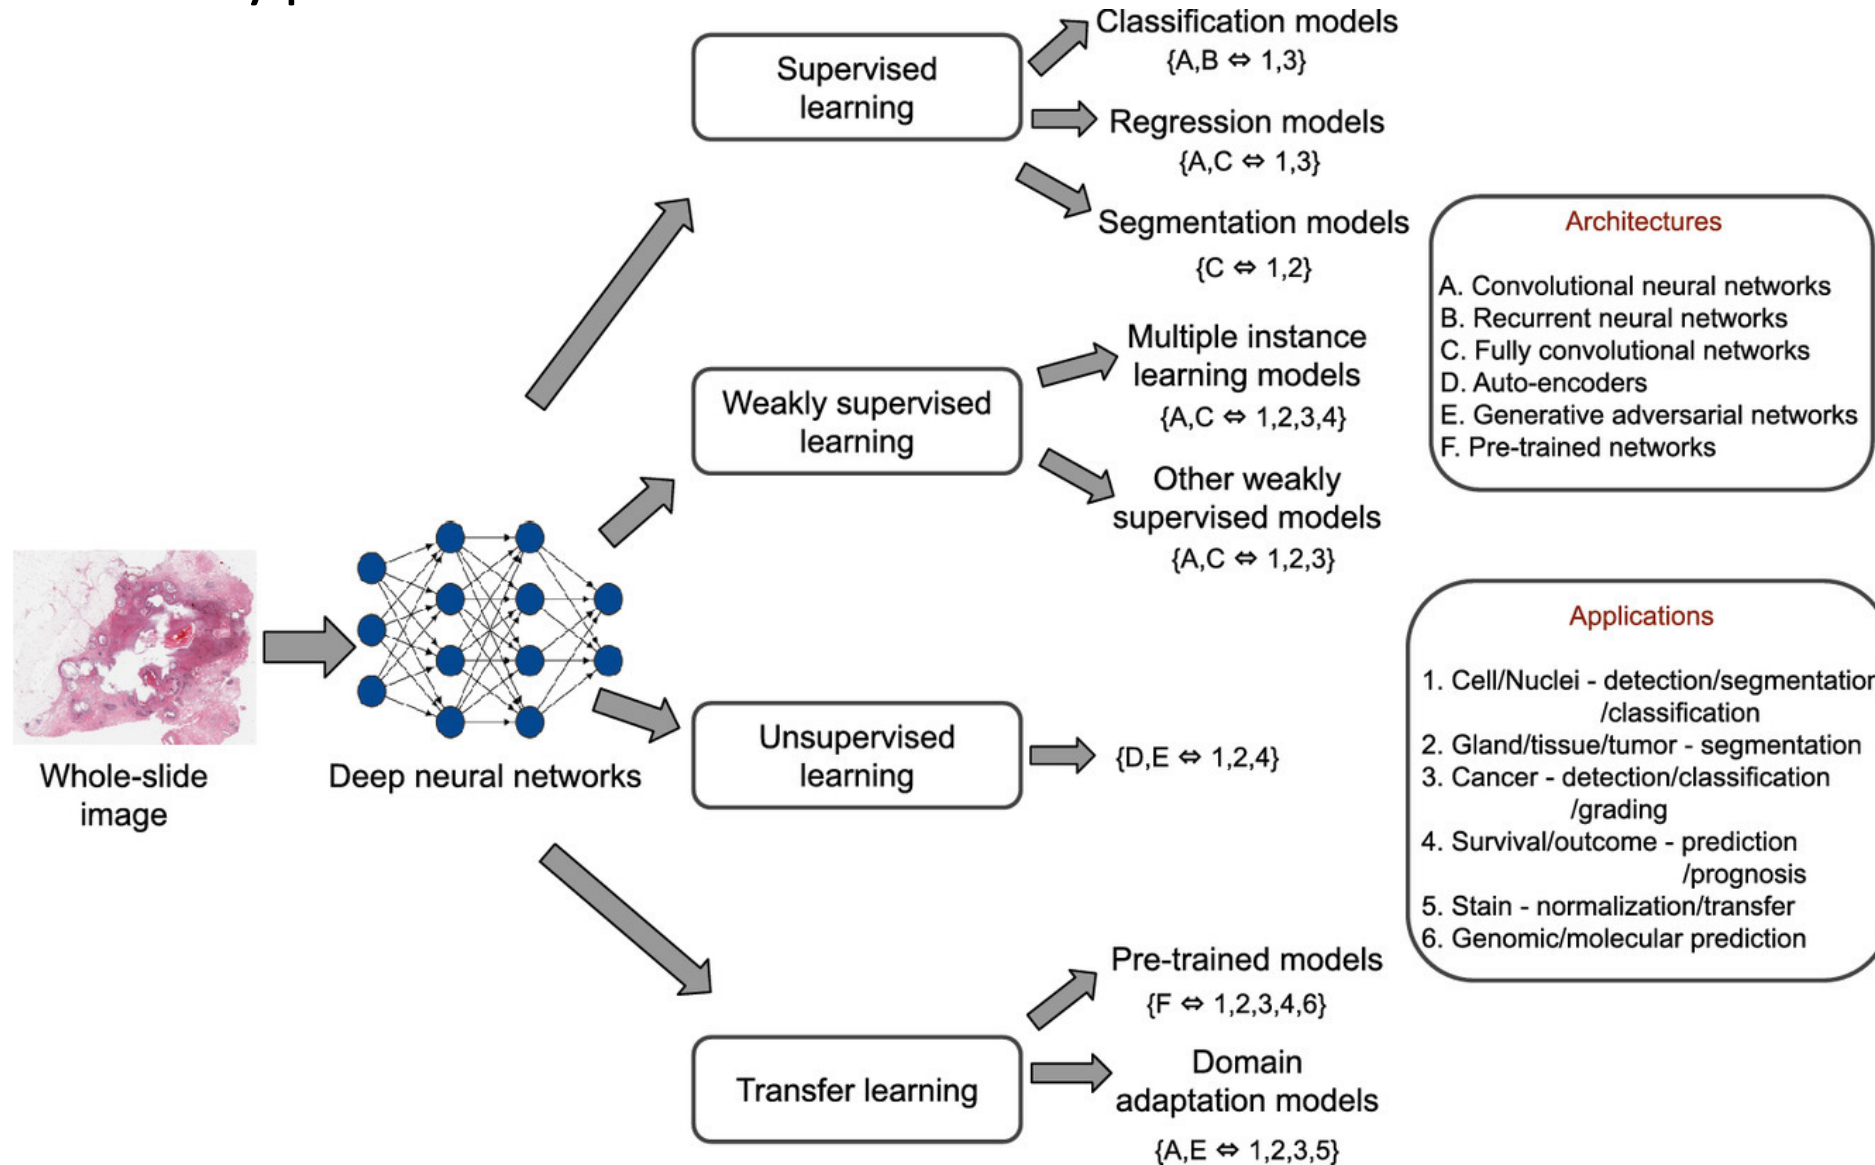 Supervised
learning
Classification models
{A,B ⇔ 1,3}
Regression models
{A,C ⇔ 1,3}
Segmentation models
{C ⇔ 1,2}
Weakly supervised
learning
Multiple instance
learning models
{A,C ⇔ 1,2,3,4}
Other weakly
supervised models
{A,C ⇔ 1,2,3}
Whole-slide
image
Deep neural networks
Unsupervised
learning
{D,E ⇔ 1,2,4}
Transfer learning
Pre-trained models
{F ⇔ 1,2,3,4,6}
Domain
adaptation models
{A,E ⇔ 1,2,3,5}
Architectures
A. Convolutional neural networks
B. Recurrent neural networks
C. Fully convolutional networks
D. Auto-encoders
E. Generative adversarial networks
F. Pre-trained networks
Applications
1. Cell/Nuclei - detection/segmentation
/classification
2. Gland/tissue/tumor - segmentation
3. Cancer - detection/classification
/grading
4. Survival/outcome - prediction
/prognosis
5. Stain - normalization/transfer
6. Genomic/molecular prediction